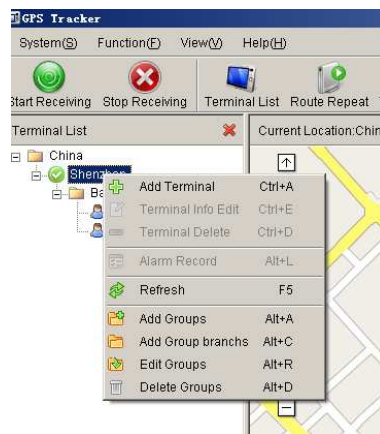 GPS Tracker
System(S) Function(F) View(V) Help(H)
Start Receiving Stop Receiving Terminal List Route Repeat
Terminal List Current Location:Chin
China
Shenzhen
Ba
Add Terminal Ctrl+A
Terminal Info Edit Ctrl+E
Terminal Delete Ctrl+D
Alarm Record Alt+L
Refresh F5
Add Groups Alt+A
Add Group branchs Alt+C
Edit Groups Alt+R
Delete Groups Alt+D